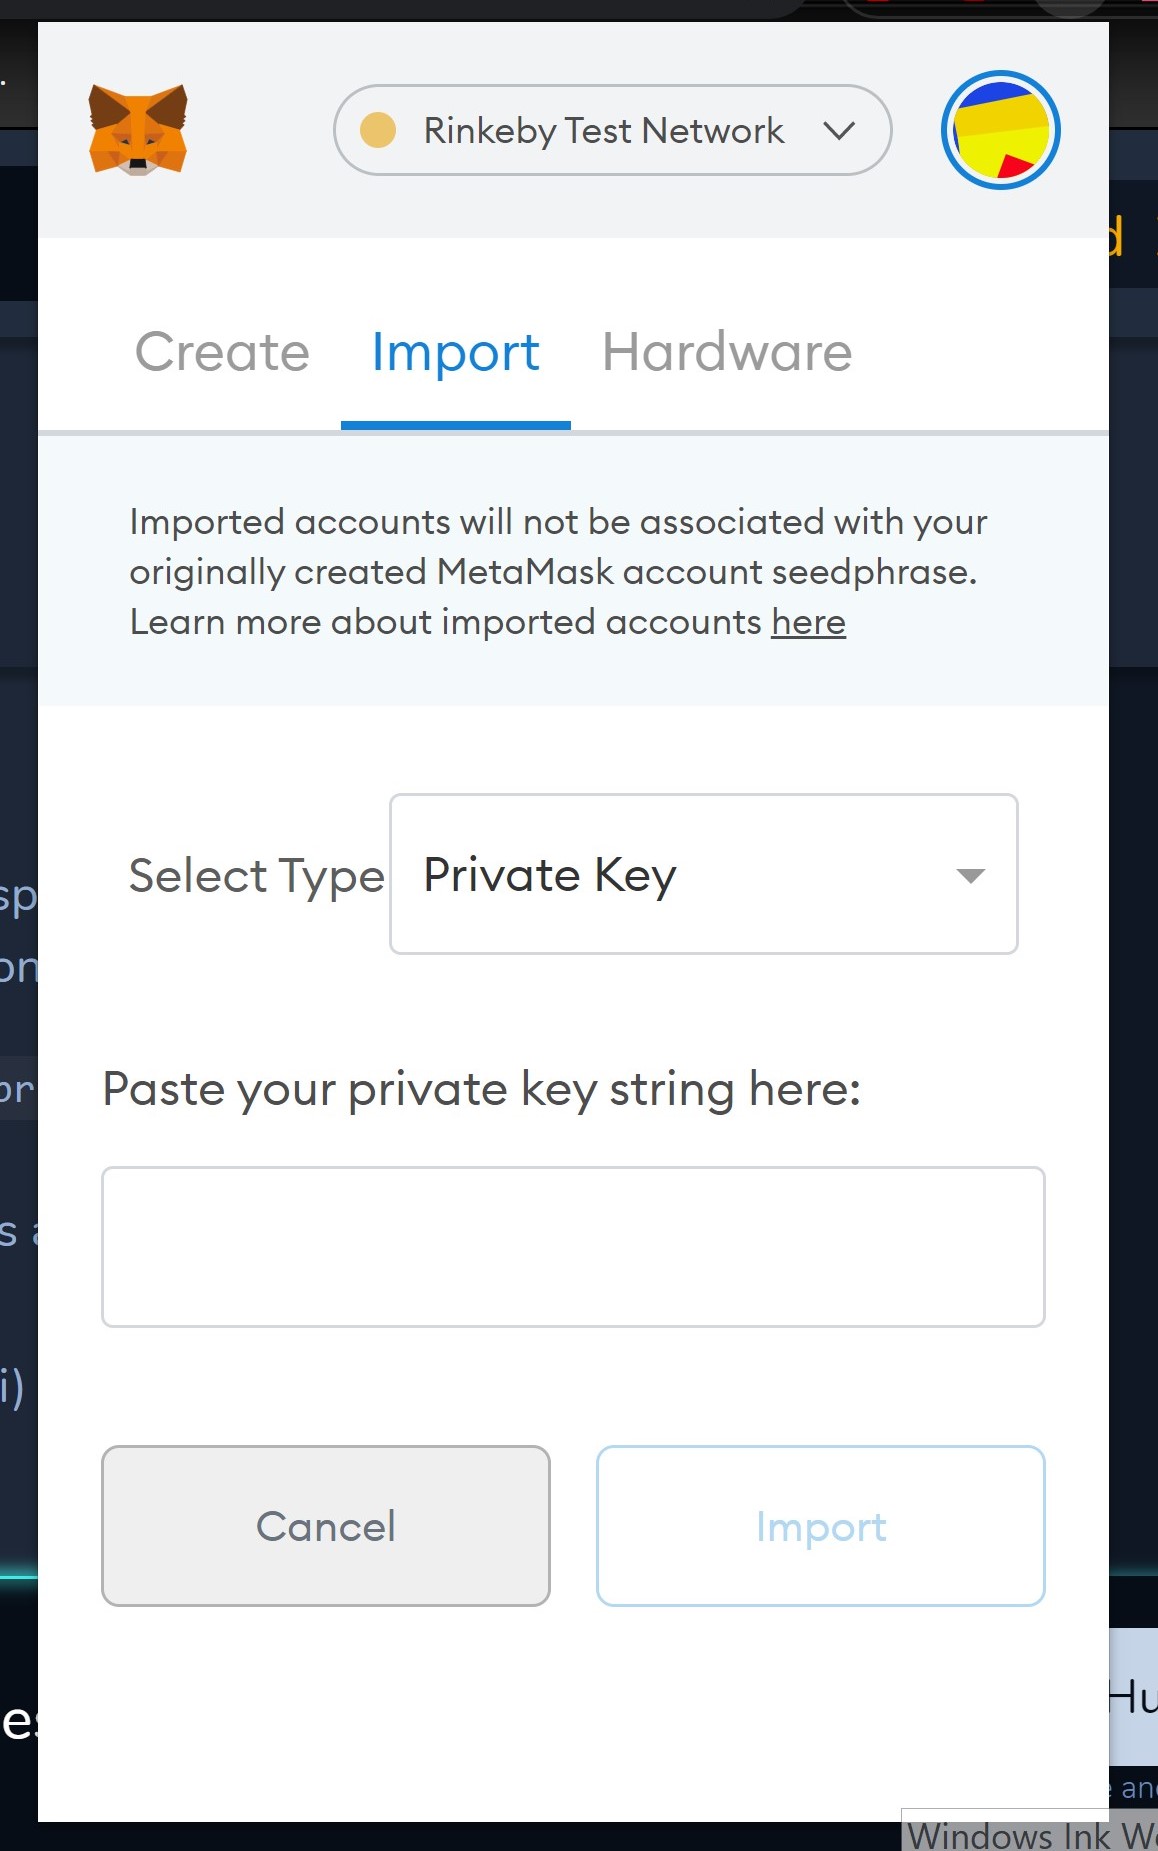 Rinkeby Test Network
Create Import Hardware
Imported accounts will not be associated with your
originally created MetaMask account seedphrase.
Learn more about imported accounts here
Select Type Private Key
Paste your private key string here:
Cancel Import
Windows Ink